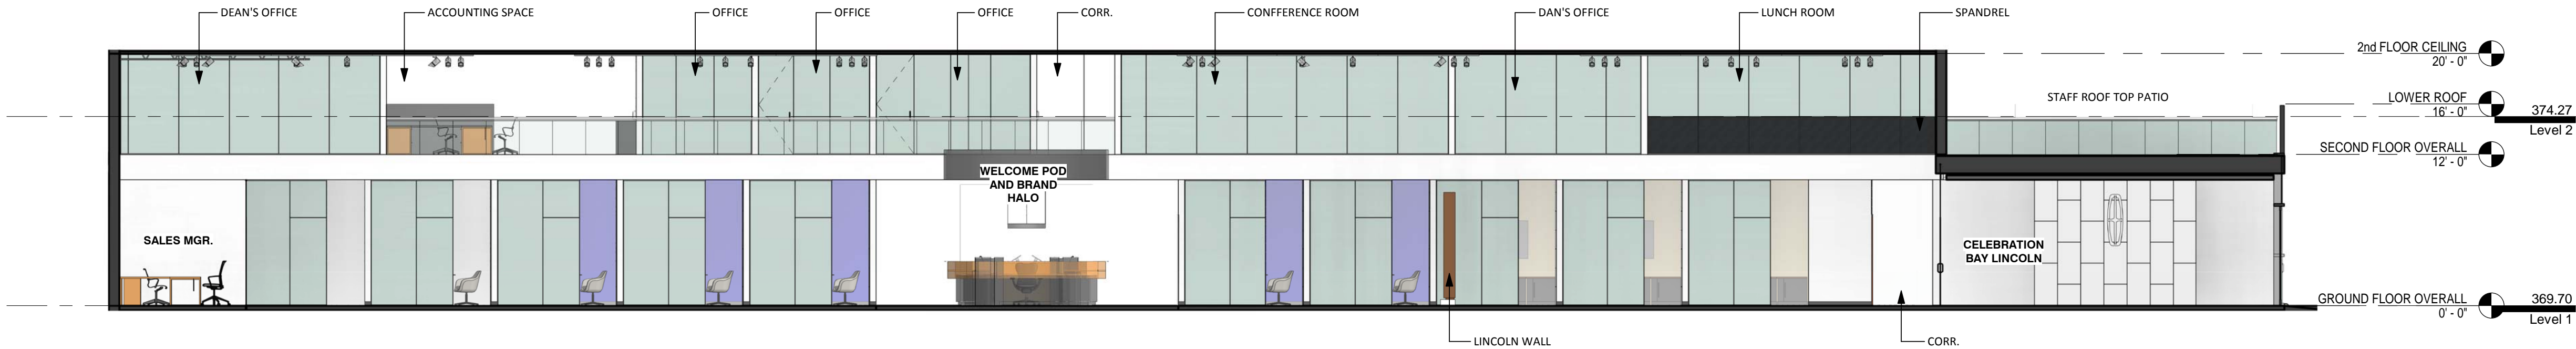 DEAN'S OFFICE
ACCOUNTING SPACE
OFFICE
OFFICE
OFFICE
CORR.
CONFFERENCE ROOM
DAN'S OFFICE
LUNCH ROOM
SPANDREL
2nd FLOOR CEILING
20' - 0"
STAFF ROOF TOP PATIO
LOWER ROOF
16' - 0"
374.27
Level 2
SECOND FLOOR OVERALL
12' - 0"
WELCOME POD
AND BRAND
HALO
SALES MGR.
CELEBRATION
BAY LINCOLN
GROUND FLOOR OVERALL
0' - 0"
369.70
Level 1
LINCOLN WALL
CORR.